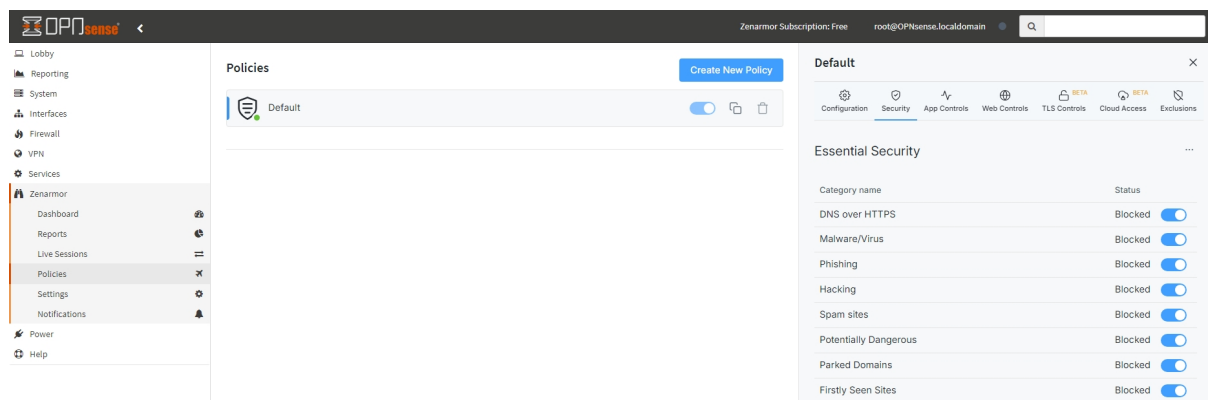 OPNsense
Zenarmor Subscription: Free
root@OPNsense.localdomain
Lobby
Reporting
System
Interfaces
Firewall
VPN
Services
Zenarmor
Dashboard
Reports
Live Sessions
Policies
Settings
Notifications
Power
Help
Policies
Create New Policy
Default
Default
Configuration
Security
App Controls
Web Controls
TLS Controls BETA
Cloud Access BETA
Exclusions
Essential Security
Category name Status
DNS over HTTPS Blocked
Malware/Virus Blocked
Phishing Blocked
Hacking Blocked
Spam sites Blocked
Potentially Dangerous Blocked
Parked Domains Blocked
Firstly Seen Sites Blocked